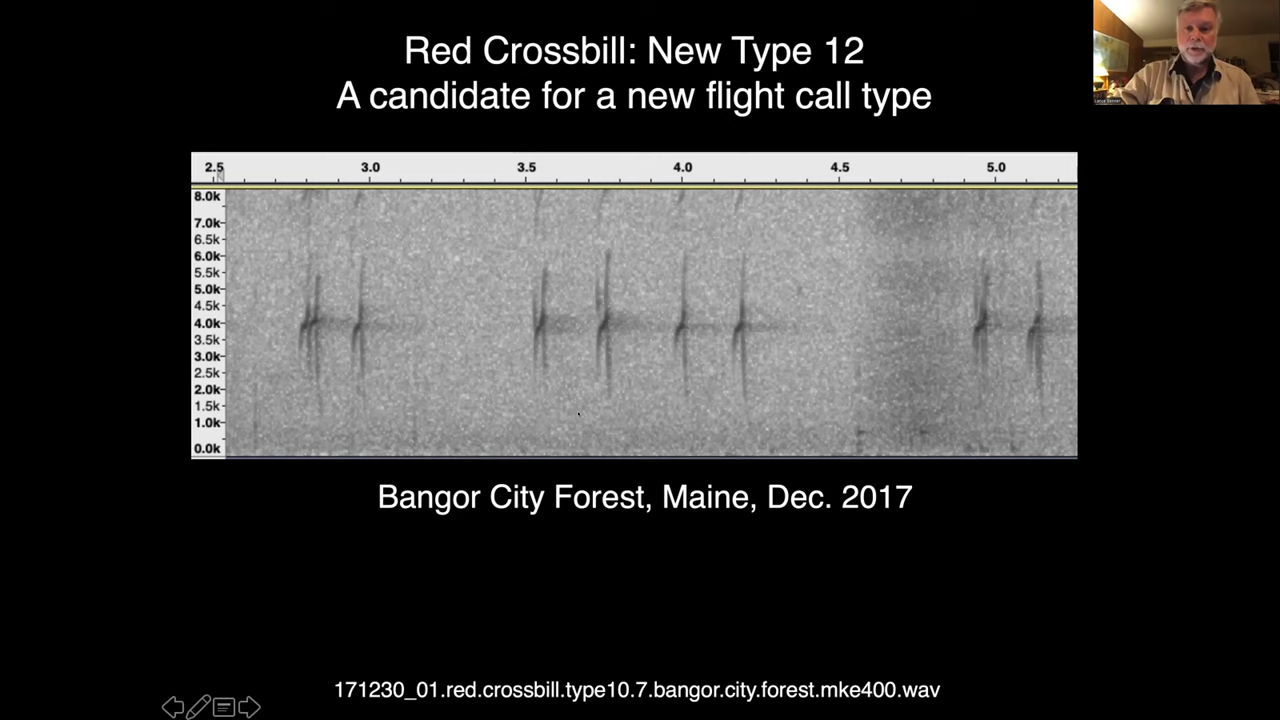 Red Crossbill: New Type 12
A candidate for a new flight call type
2.5 3.0 3.5 4.0 4.5 5.0
8.0k
7.0k
6.5k
6.0k
5.5k
5.0k
4.5k
4.0k
3.5k
3.0k
2.5k
2.0k
1.5k
1.0k
0.0k
Bangor City Forest, Maine, Dec. 2017
171230_01.red.crossbill.type10.7.bangor.city.forest.mke400.wav